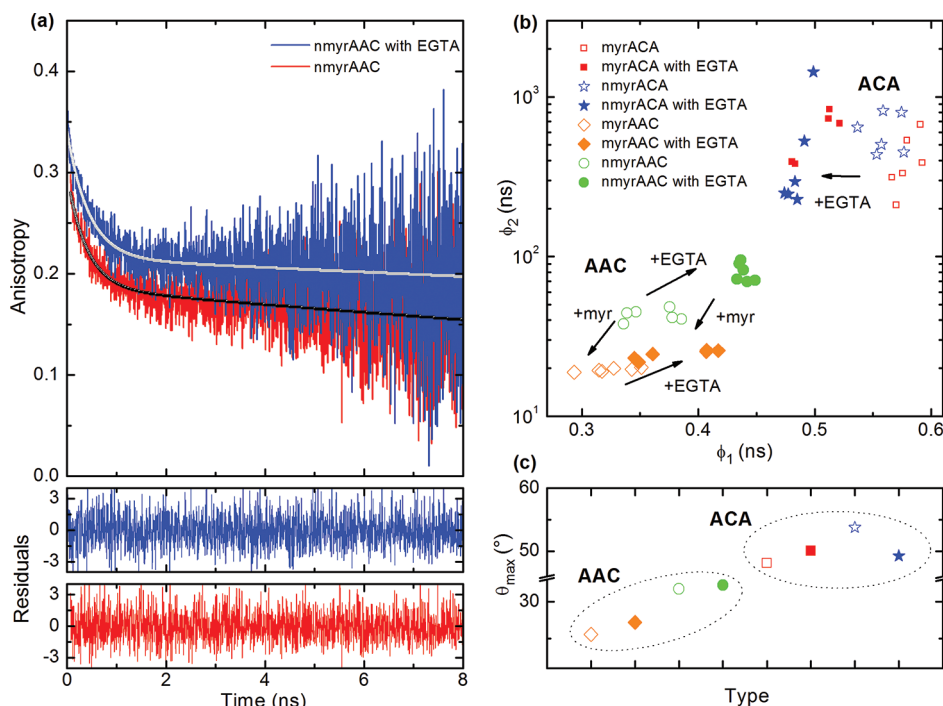 (a)
nmyrAAC with EGTA
nmyrAAC
0.4
0.3
0.2
0.1
0.0
Anisotropy
3
0
-3
3
0
-3
Residuals
0 2 4 6 8
Time (ns)
(b)
myrACA
myrACA with EGTA
nmyrACA
nmyrACA with EGTA
myrAAC
myrAAC with EGTA
nmyrAAC
nmyrAAC with EGTA
ACA
+EGTA
AAC
+EGTA
+myr
+myr
+EGTA
10³
10²
10¹
ϕ₂ (ns)
0.3 0.4 0.5 0.6
ϕ₁ (ns)
(c)
60
50
30
θmax (°)
ACA
AAC
Type